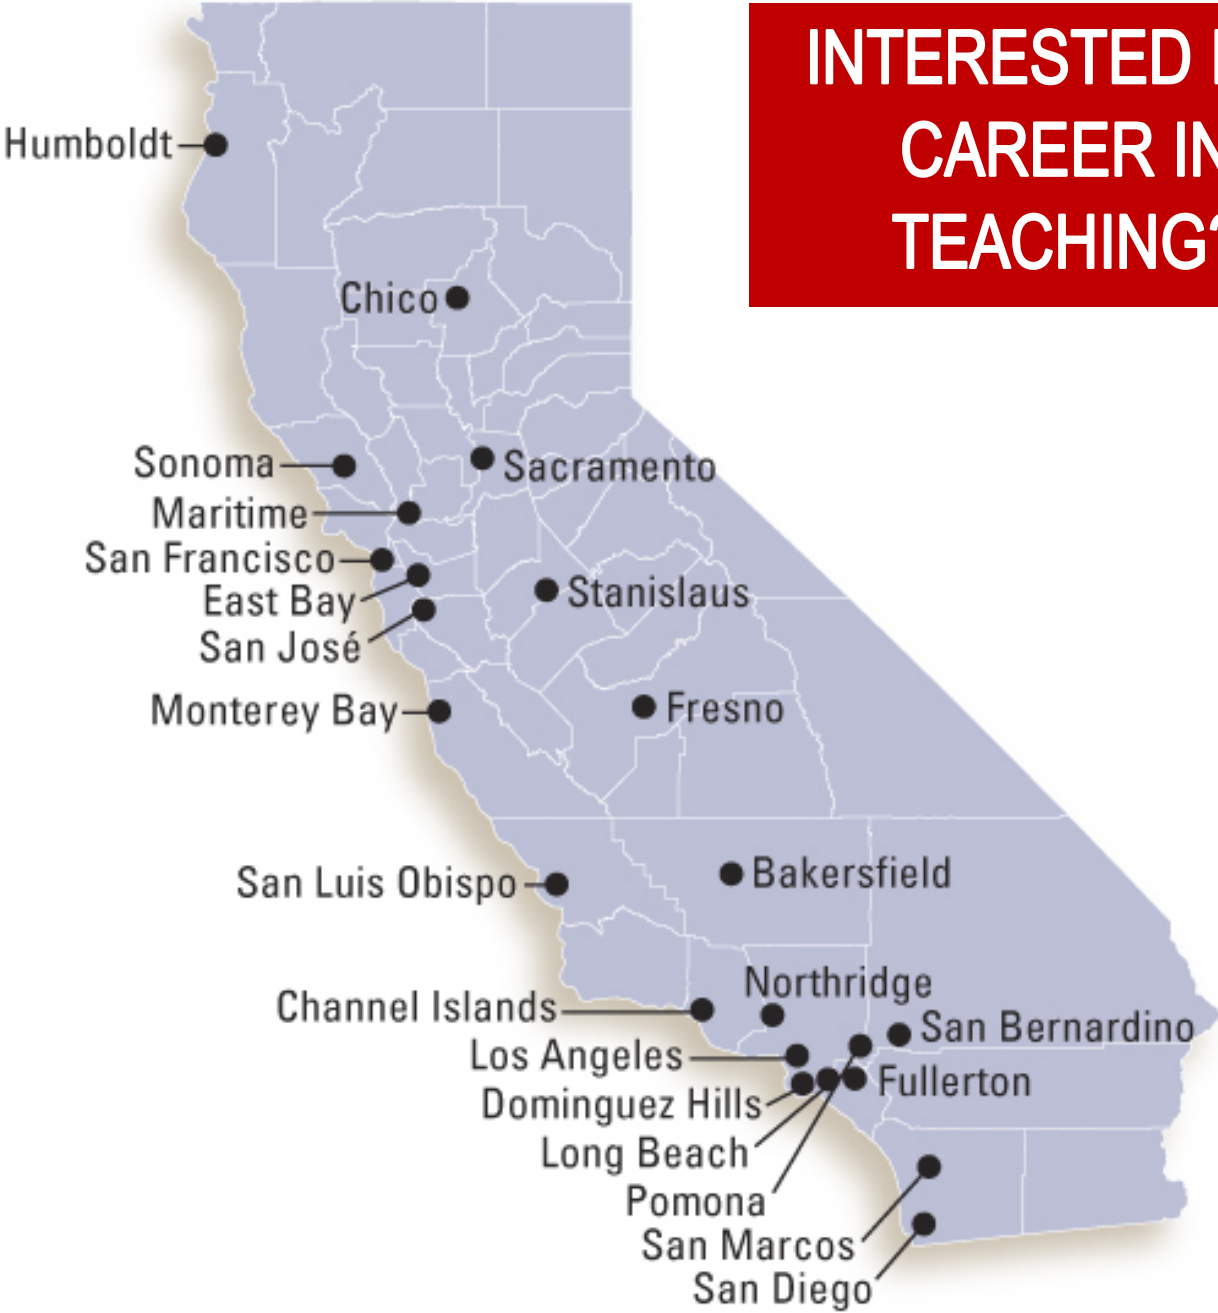 INTERESTED
CAREER IN
TEACHING?
Humboldt
Chico
Sonoma
Sacramento
Maritime
San Francisco
East Bay
Stanislaus
San José
Monterey Bay
Fresno
Bakersfield
San Luis Obispo
Northridge
Channel Islands
San Bernardino
Los Angeles
Fullerton
Dominguez Hills
Long Beach
Pomona
San Marcos
San Diego